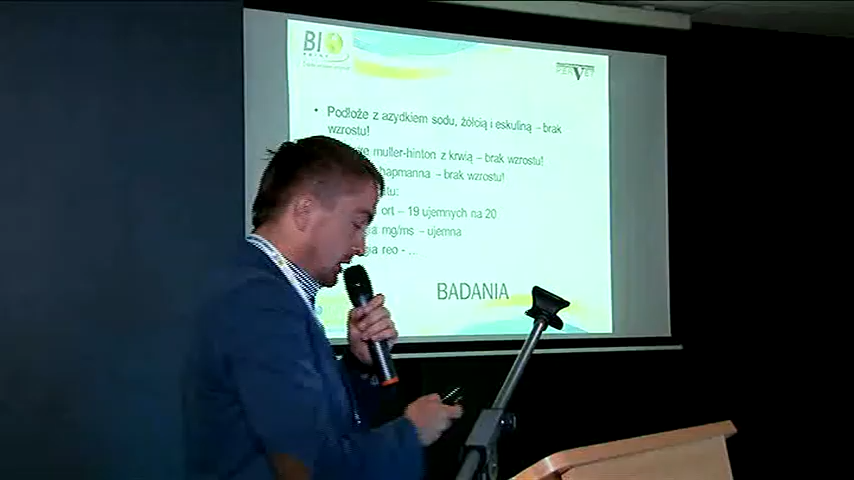 BI
PERVET
• Podłoże z azydkiem sodu, żółcią i eskuliną – brak
wzrostu!
muller-hinton z krwią – brak wzrostu!
hapmanna – brak wzrostu!
ort – 19 ujemnych na 20
mg/ms – ujemna
reo - ...
BADANIA